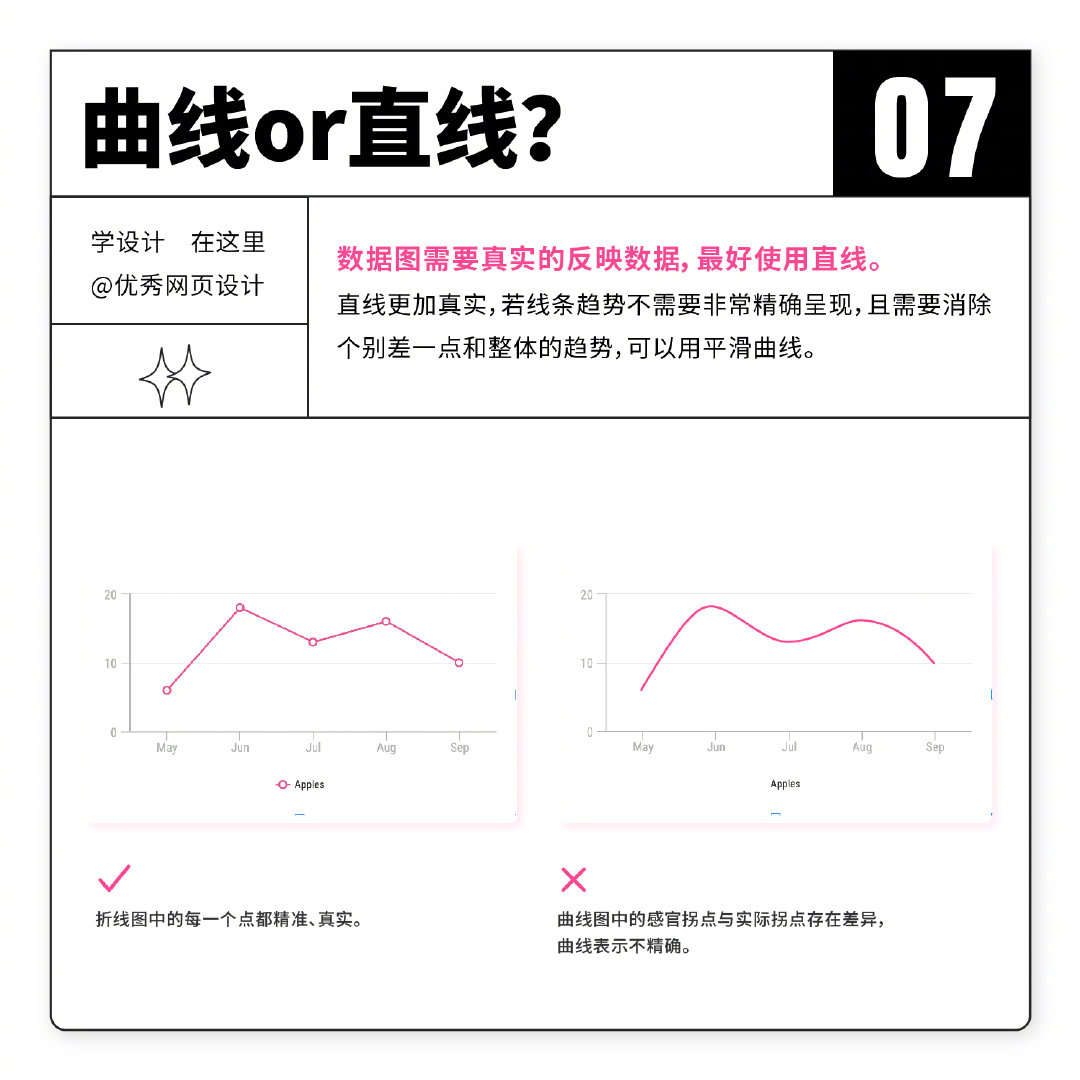 曲线or直线?
07
学设计 在这里
@优秀网页设计
数据图需要真实的反映数据，最好使用直线。
直线更加真实，若线条趋势不需要非常精确呈现，且需要消除
个别差一点和整体的趋势，可以用平滑曲线。
20
10
0
May Jun Jul Aug Sep
Apples
20
10
0
May Jun Jul Aug Sep
Apples
折线图中的每一个点都精准、真实。
曲线图中的感官拐点与实际拐点存在差异，
曲线表示不精确。